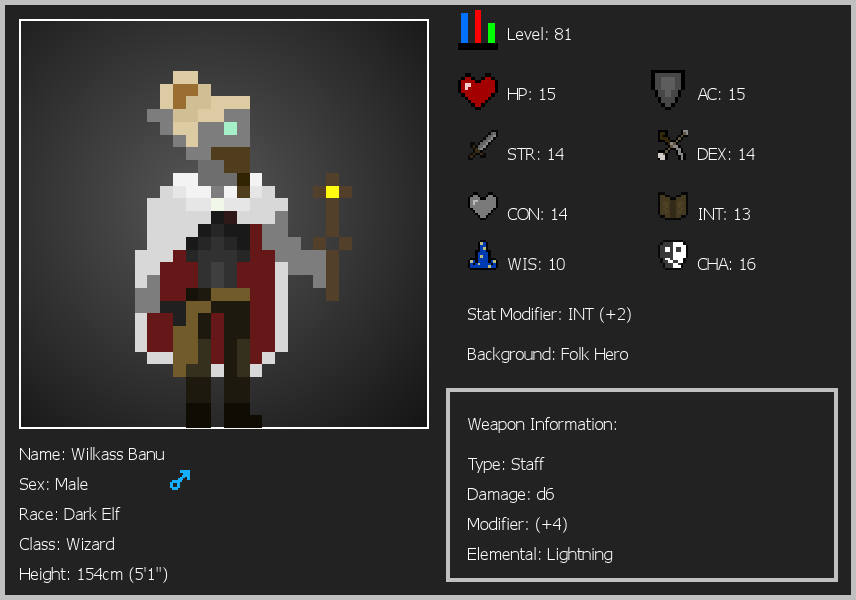 Level: 81
HP: 15
AC: 15
STR: 14
DEX: 14
CON: 14
INT: 13
WIS: 10
CHA: 16
Stat Modifier: INT (+2)
Background: Folk Hero
Weapon Information:
Type: Staff
Damage: d6
Modifier: (+4)
Elemental: Lightning
Name: Wilkass Banu
Sex: Male
Race: Dark Elf
Class: Wizard
Height: 154cm (5'1")